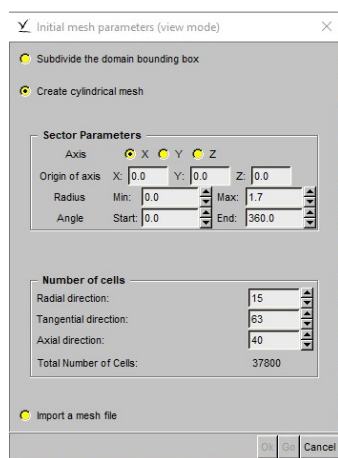 Initial mesh parameters (view mode)
Subdivide the domain bounding box
Create cylindrical mesh
Sector Parameters
Axis X Y Z
Origin of axis X: 0.0 Y: 0.0 Z: 0.0
Radius Min: 0.0 Max: 1.7
Angle Start: 0.0 End: 360.0
Number of cells
Radial direction: 15
Tangential direction: 63
Axial direction: 40
Total Number of Cells: 37800
Import a mesh file
Ok Go Cancel